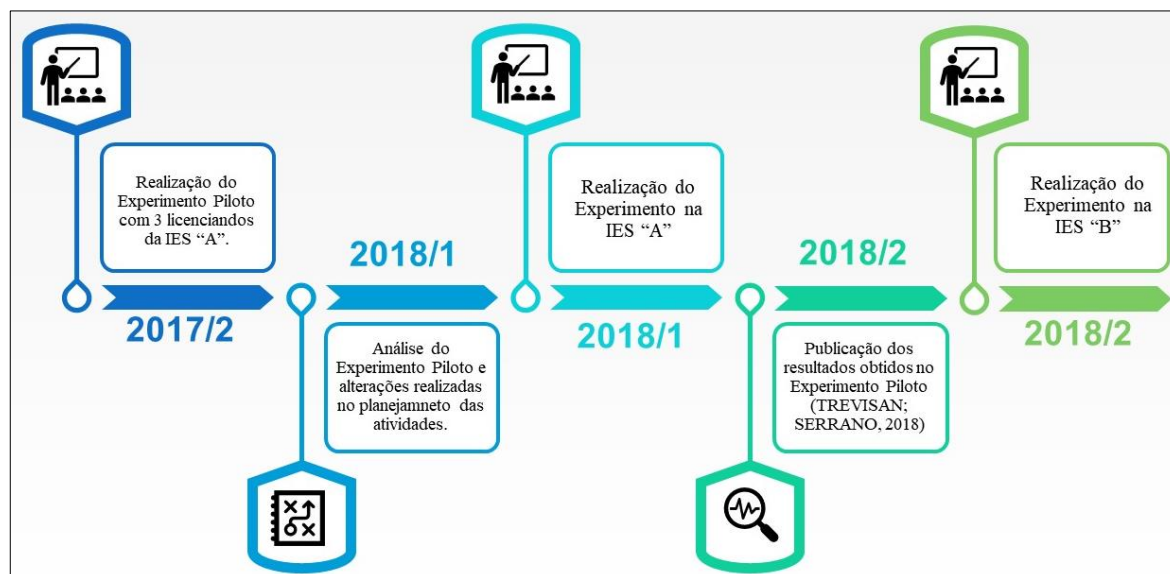 Realização do
Experimento Piloto
com 3 licenciandos
da IES “A”.
2017/2
2018/1
Análise do
Experimento Piloto e
alterações realizadas
no planejamneto das
atividades.
Realização do
Experimento na
IES “A”
2018/1
2018/2
Publicação dos
resultados obtidos no
Experimento Piloto
(TREVISAN;
SERRANO, 2018)
Realização do
Experimento na
IES “B”
2018/2